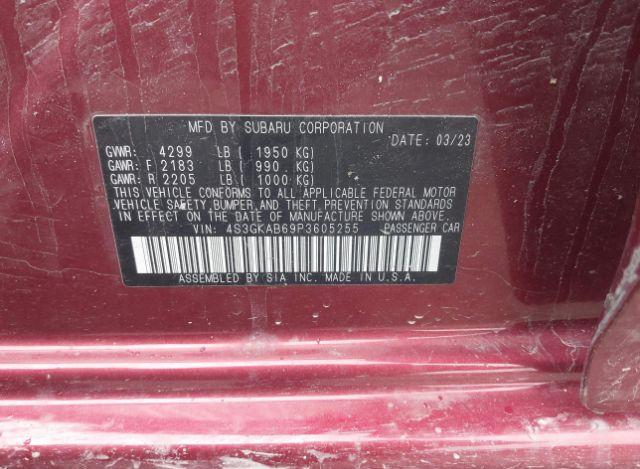 MFD BY SUBARU CORPORATION
DATE: 03/23
GVWR: 4299 LB ( 1950 KG)
GAWR: F 2183 LB ( 990 KG)
GAWR: R 2205 LB ( 1000 KG)
THIS VEHICLE CONFORMS TO ALL APPLICABLE FEDERAL MOTOR
VEHICLE SAFETY, BUMPER, AND THEFT PREVENTION STANDARDS
IN EFFECT ON THE DATE OF MANUFACTURE SHOWN ABOVE.
VIN: 4S3GKAB69P3605255 PASSENGER CAR
ASSEMBLED BY SIA INC. MADE IN U.S.A.